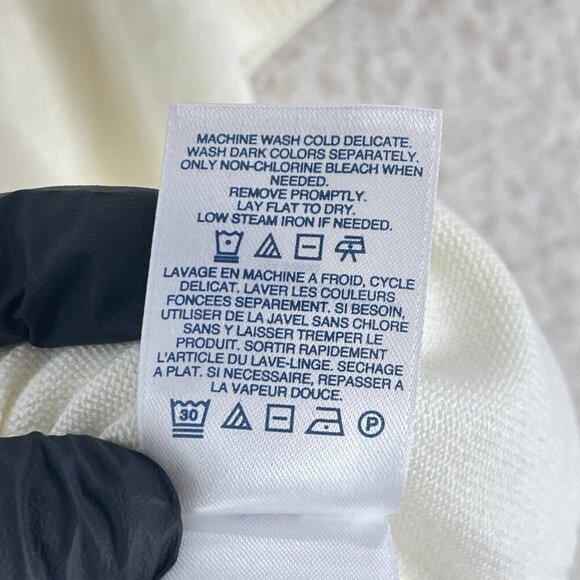 MACHINE WASH COLD DELICATE.
WASH DARK COLORS SEPARATELY.
ONLY NON-CHLORINE BLEACH WHEN
NEEDED.
REMOVE PROMPTLY.
LAY FLAT TO DRY.
LOW STEAM IRON IF NEEDED.
LAVAGE EN MACHINE A FROID, CYCLE
DELICAT. LAVER LES COULEURS
FONCEES SEPAREMENT. SI BESOIN,
UTILISER DE LA JAVEL SANS CHLORE
SANS Y LAISSER TREMPER LE
PRODUIT. SORTIR RAPIDEMENT
L'ARTICLE DU LAVE-LINGE. SECHAGE
A PLAT. SI NECESSAIRE, REPASSER A
LA VAPEUR DOUCE.
30 P